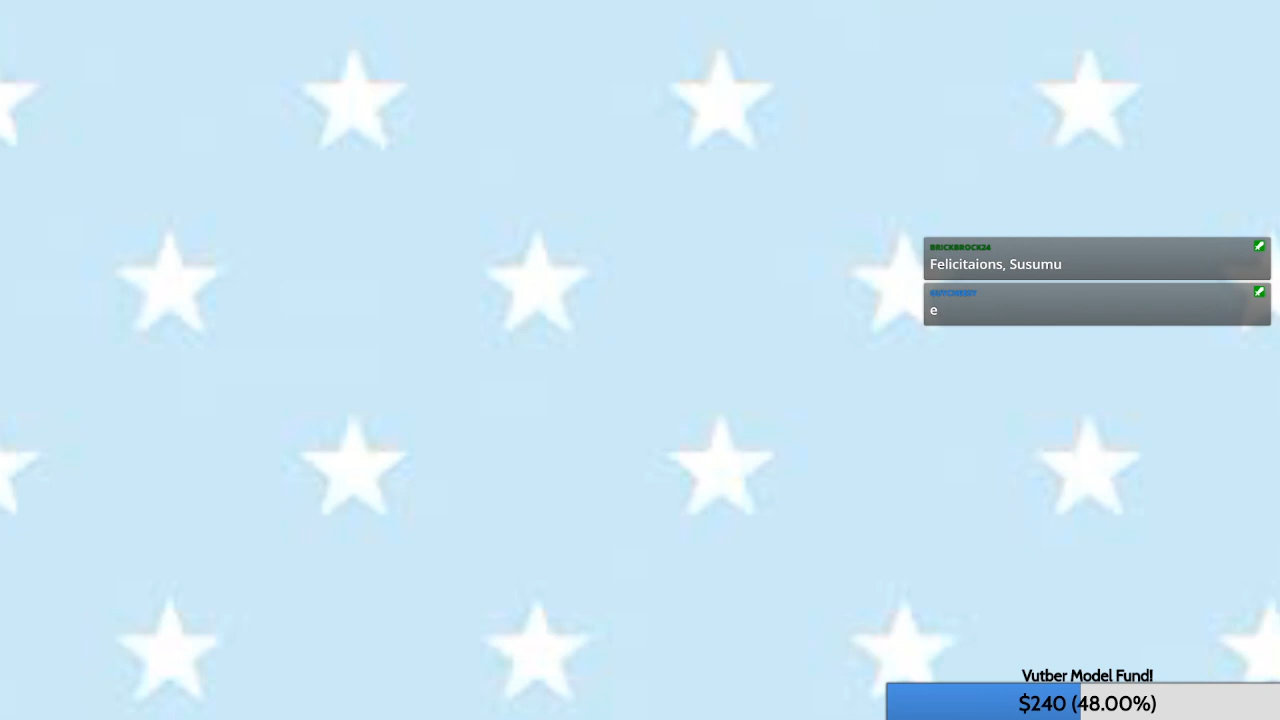 BRICKBROCK24
Felicitaions, Susumu
e
Vutber Model Fund!
$240 (48.00%)